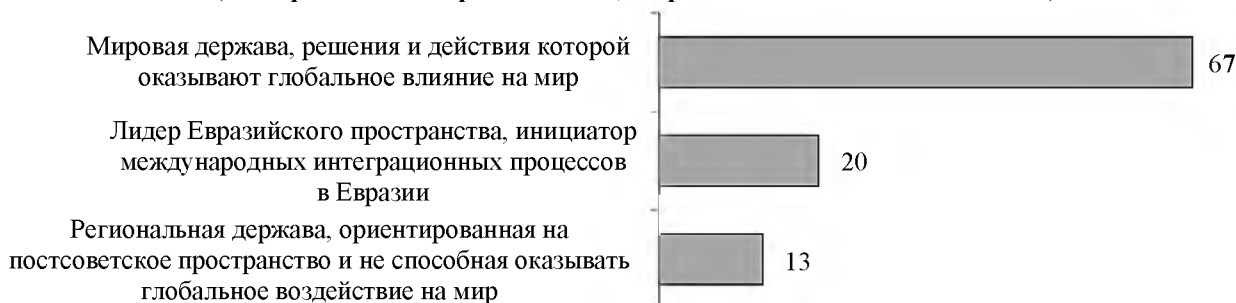 Мировая держава, решения и действия которой
оказывают глобальное влияние на мир
67
Лидер Евразийского пространства, инициатор
международных интеграционных процессов
в Евразии
20
Региональная держава, ориентированная на
постсоветское пространство и не способная оказывать
глобальное воздействие на мир
13